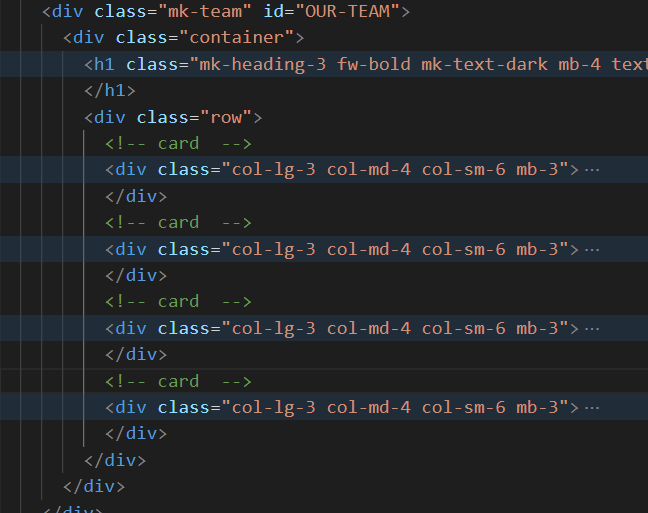 <div class="mk-team" id="OUR-TEAM">
<div class="container">
<h1 class="mk-heading-3 fw-bold mk-text-dark mb-4 text
</h1>
<div class="row">
<!-- card  -->
<div class="col-lg-3 col-md-4 col-sm-6 mb-3"> ···
</div>
<!-- card  -->
<div class="col-lg-3 col-md-4 col-sm-6 mb-3"> ···
</div>
<!-- card  -->
<div class="col-lg-3 col-md-4 col-sm-6 mb-3"> ···
</div>
<!-- card  -->
<div class="col-lg-3 col-md-4 col-sm-6 mb-3"> ···
</div>
</div>
</div>
</div>